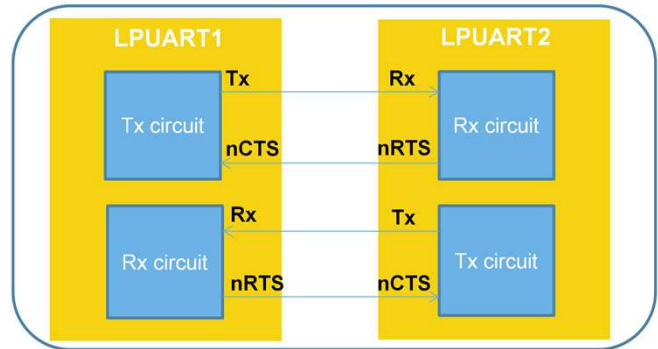 LPUART1 LPUART2
Tx Rx
Tx circuit Rx circuit
nCTS nRTS
Rx Tx
Rx circuit Tx circuit
nRTS nCTS